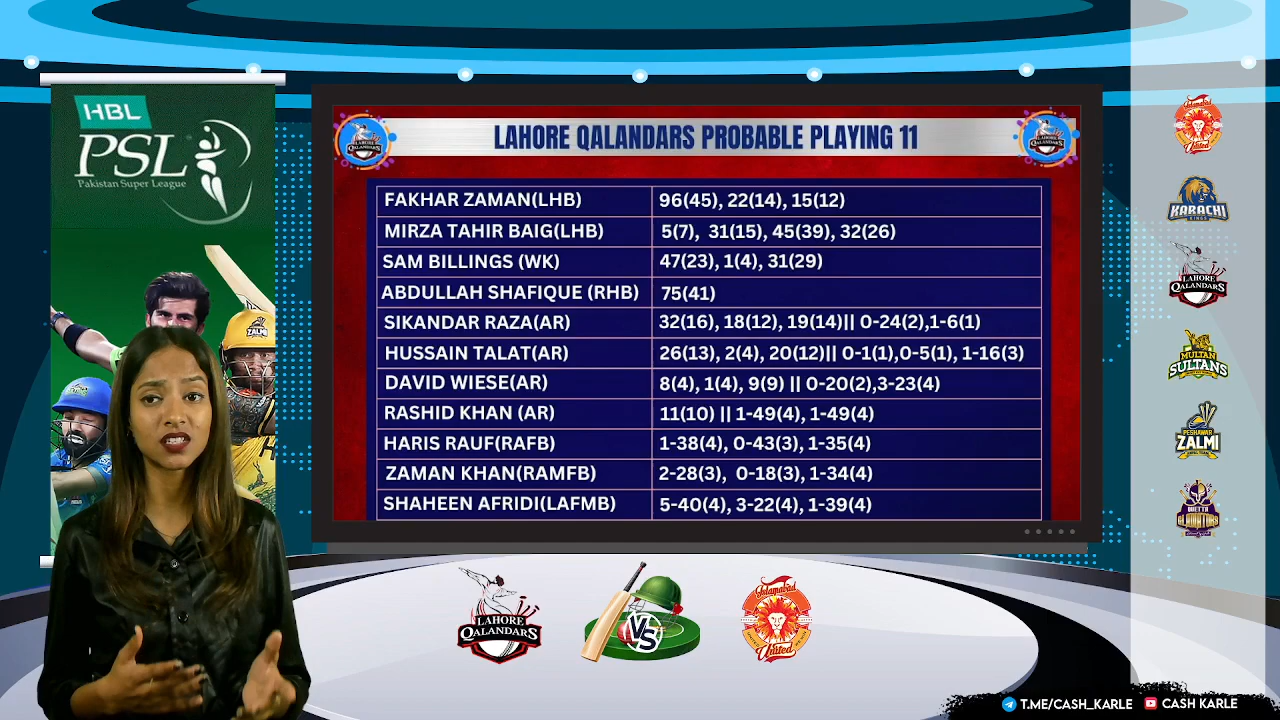 HBL
PSL
Pakistan Super League
LAHORE QALANDARS PROBABLE PLAYING 11
FAKHAR ZAMAN(LHB) 96(45), 22(14), 15(12)
MIRZA TAHIR BAIG(LHB) 5(7), 31(15), 45(39), 32(26)
SAM BILLINGS (WK) 47(23), 1(4), 31(29)
ABDULLAH SHAFIQUE (RHB) 75(41)
SIKANDAR RAZA(AR) 32(16), 18(12), 19(14)|| 0-24(2),1-6(1)
HUSSAIN TALAT(AR) 26(13), 2(4), 20(12)|| 0-1(1),0-5(1), 1-16(3)
DAVID WIESE(AR) 8(4), 1(4), 9(9) || 0-20(2),3-23(4)
RASHID KHAN (AR) 11(10) || 1-49(4), 1-49(4)
HARIS RAUF(RAFB) 1-38(4), 0-43(3), 1-35(4)
ZAMAN KHAN(RAMFB) 2-28(3), 0-18(3), 1-34(4)
SHAHEEN AFRIDI(LAFMB) 5-40(4), 3-22(4), 1-39(4)
ZALMI
Islamabad
United
KARACHI
KINGS
LAHORE
QALANDARS
MULTAN
SULTANS
PESHAWAR
ZALMI
QUETTA
GLADIATORS
LAHORE
QALANDARS
VS
Islamabad
United
T.ME/CASH_KARLE CASH KARLE